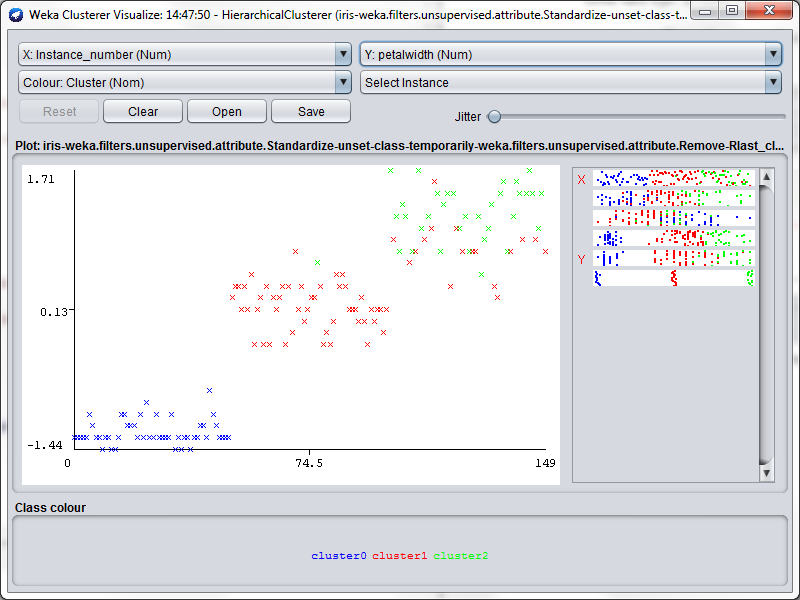 Weka Clusterer Visualize: 14:47:50 - HierarchicalClusterer (iris-weka.filters.unsupervised.attribute.Standardize-unset-class-t...
X: Instance_number (Num) Y: petalwidth (Num)
Colour: Cluster (Nom) Select Instance
Reset Clear Open Save Jitter
Plot: iris-weka.filters.unsupervised.attribute.Standardize-unset-class-temporarily-weka.filters.unsupervised.attribute.Remove-Rlast_cl...
1.71
0.13
-1.44
0 74.5 149
X
Y
Class colour
cluster0 cluster1 cluster2